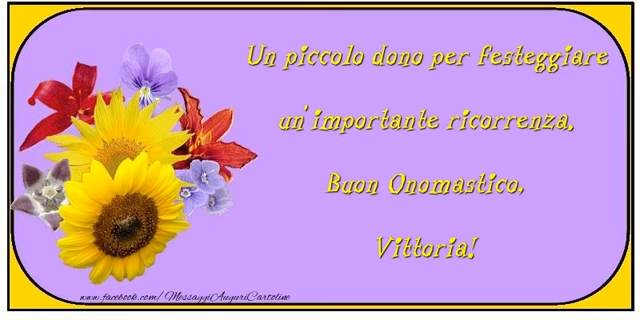 Un piccolo dono per festeggiare
un'importante ricorrenza,
Buon Onomastico,
Vittoria!
www.facebook.com/MessaggiAuguriCartoline